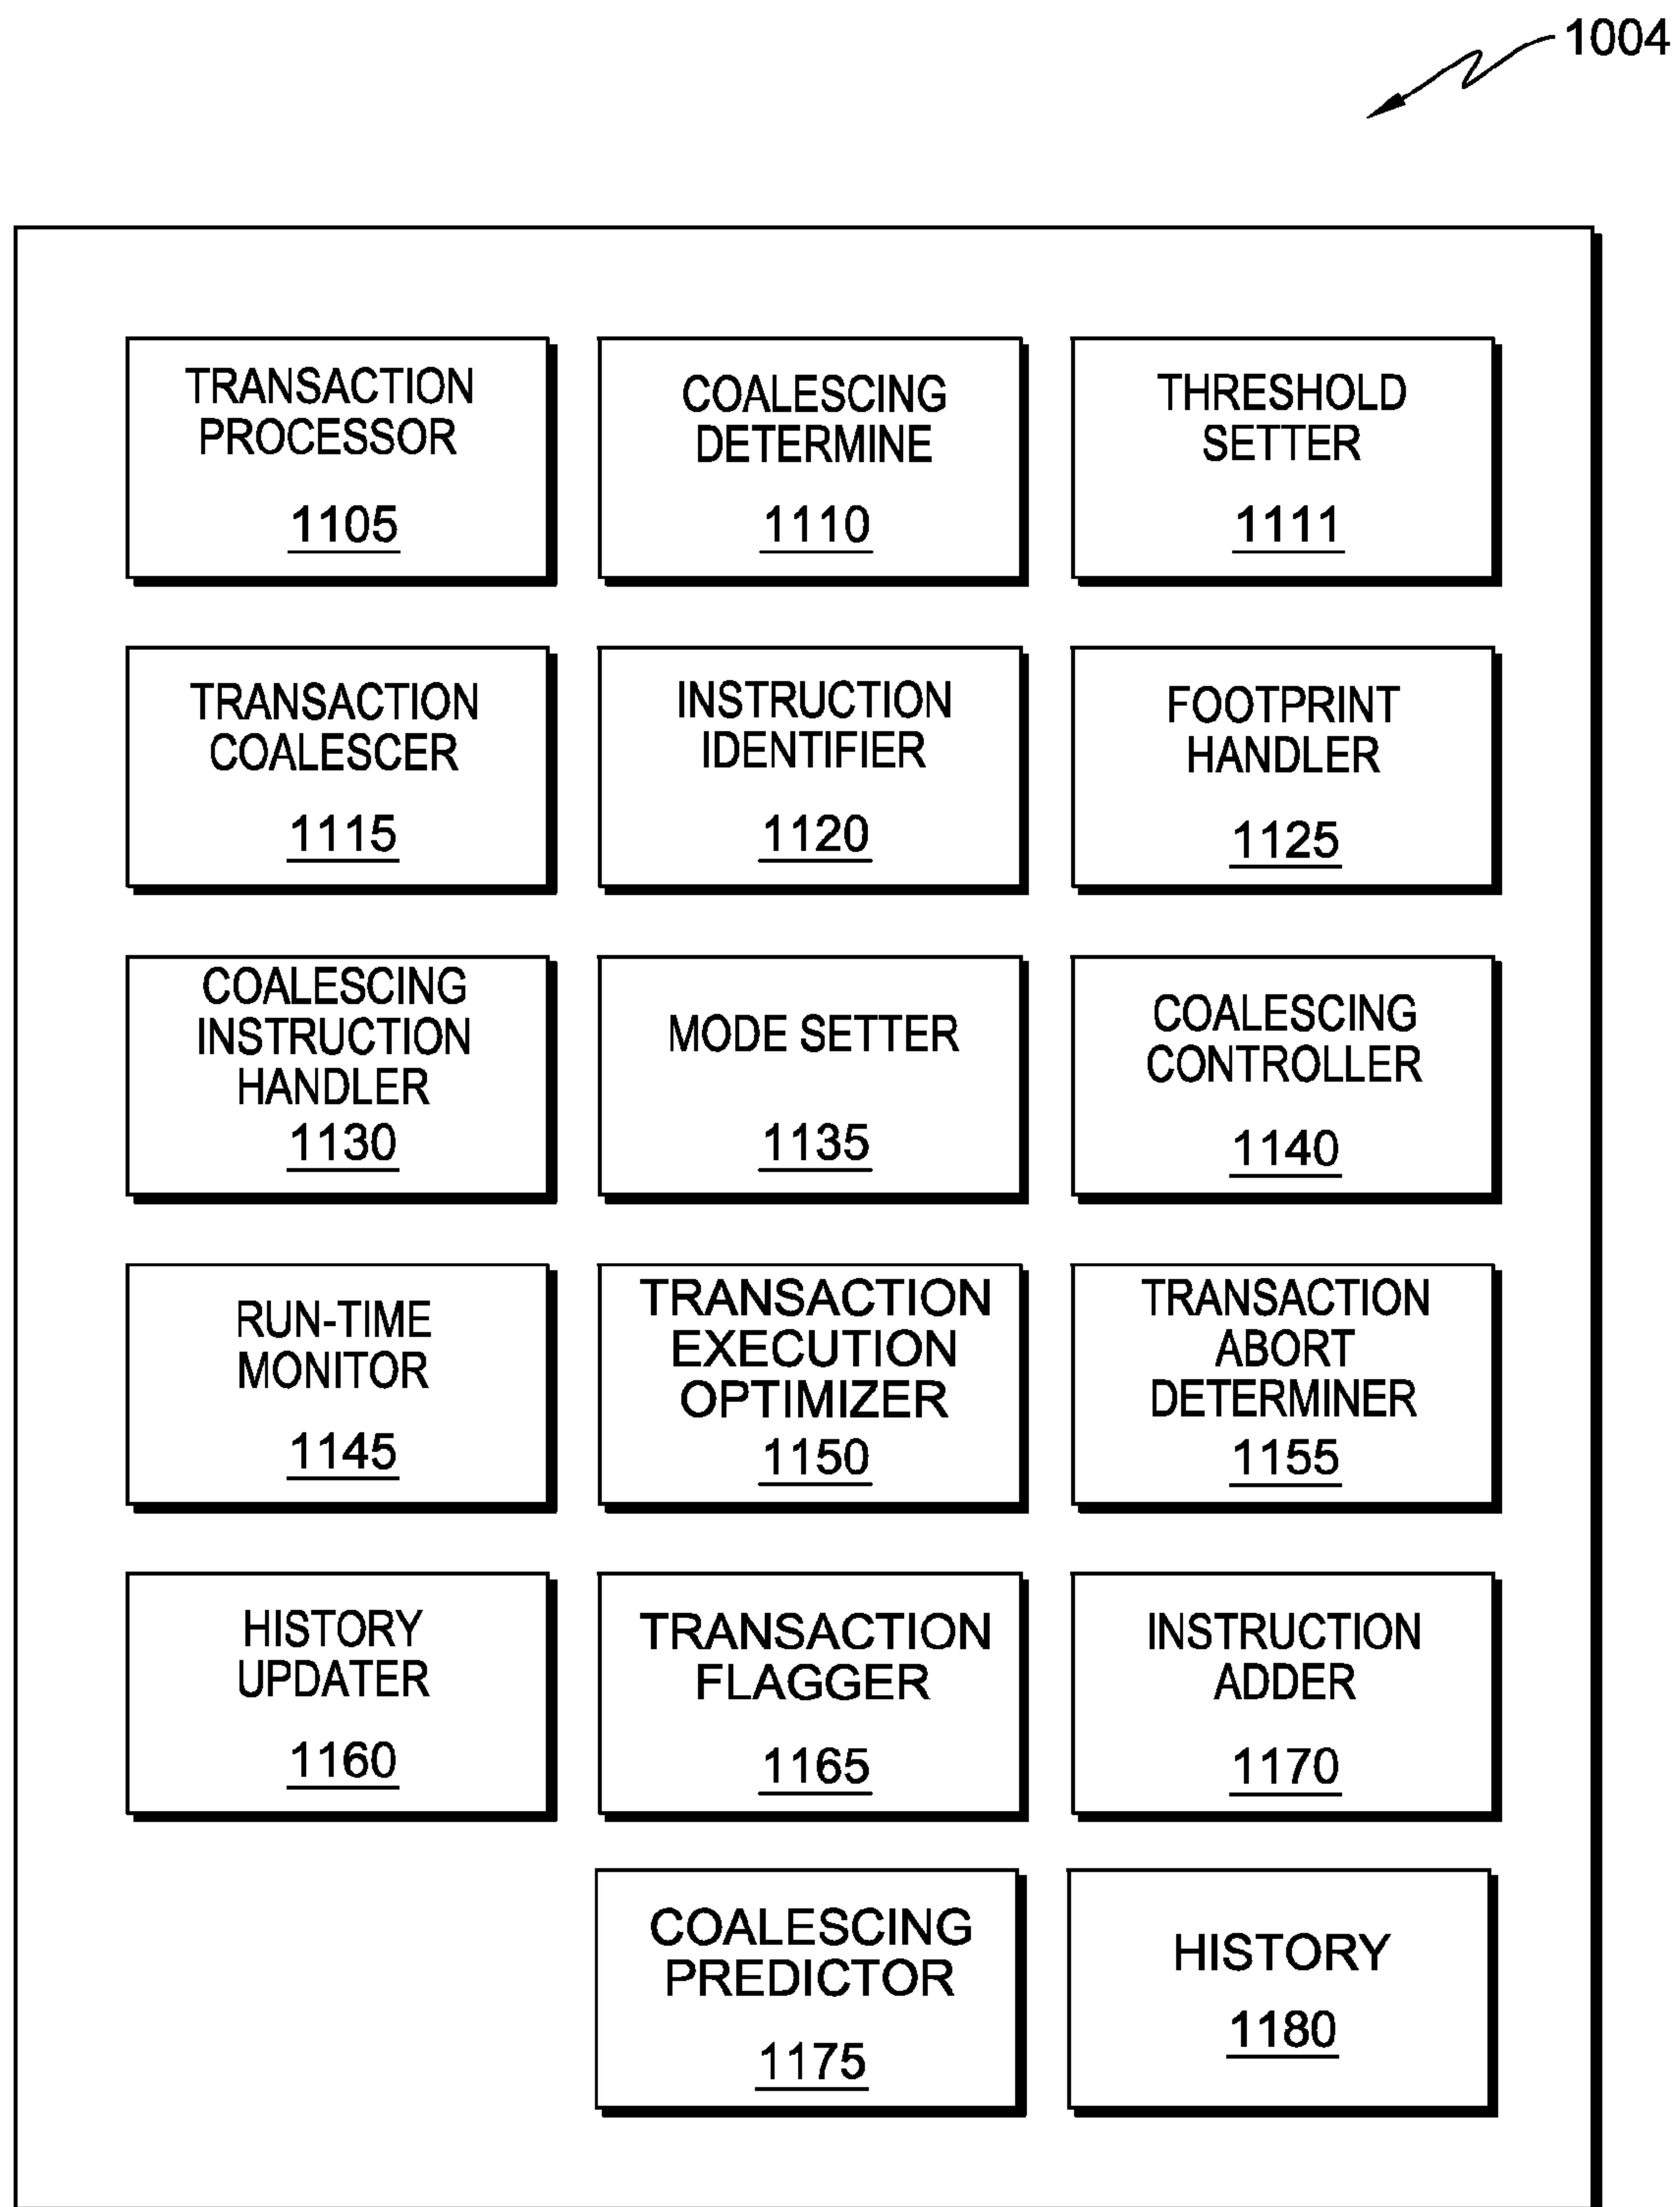 1004
TRANSACTION
PROCESSOR
1105
COALESCING
DETERMINE
1110
THRESHOLD
SETTER
1111
TRANSACTION
COALESCER
1115
INSTRUCTION
IDENTIFIER
1120
FOOTPRINT
HANDLER
1125
COALESCING
INSTRUCTION
HANDLER
1130
MODE SETTER
1135
COALESCING
CONTROLLER
1140
RUN-TIME
MONITOR
1145
TRANSACTION
EXECUTION
OPTIMIZER
1150
TRANSACTION
ABORT
DETERMINER
1155
HISTORY
UPDATER
1160
TRANSACTION
FLAGGER
1165
INSTRUCTION
ADDER
1170
COALESCING
PREDICTOR
1175
HISTORY
1180